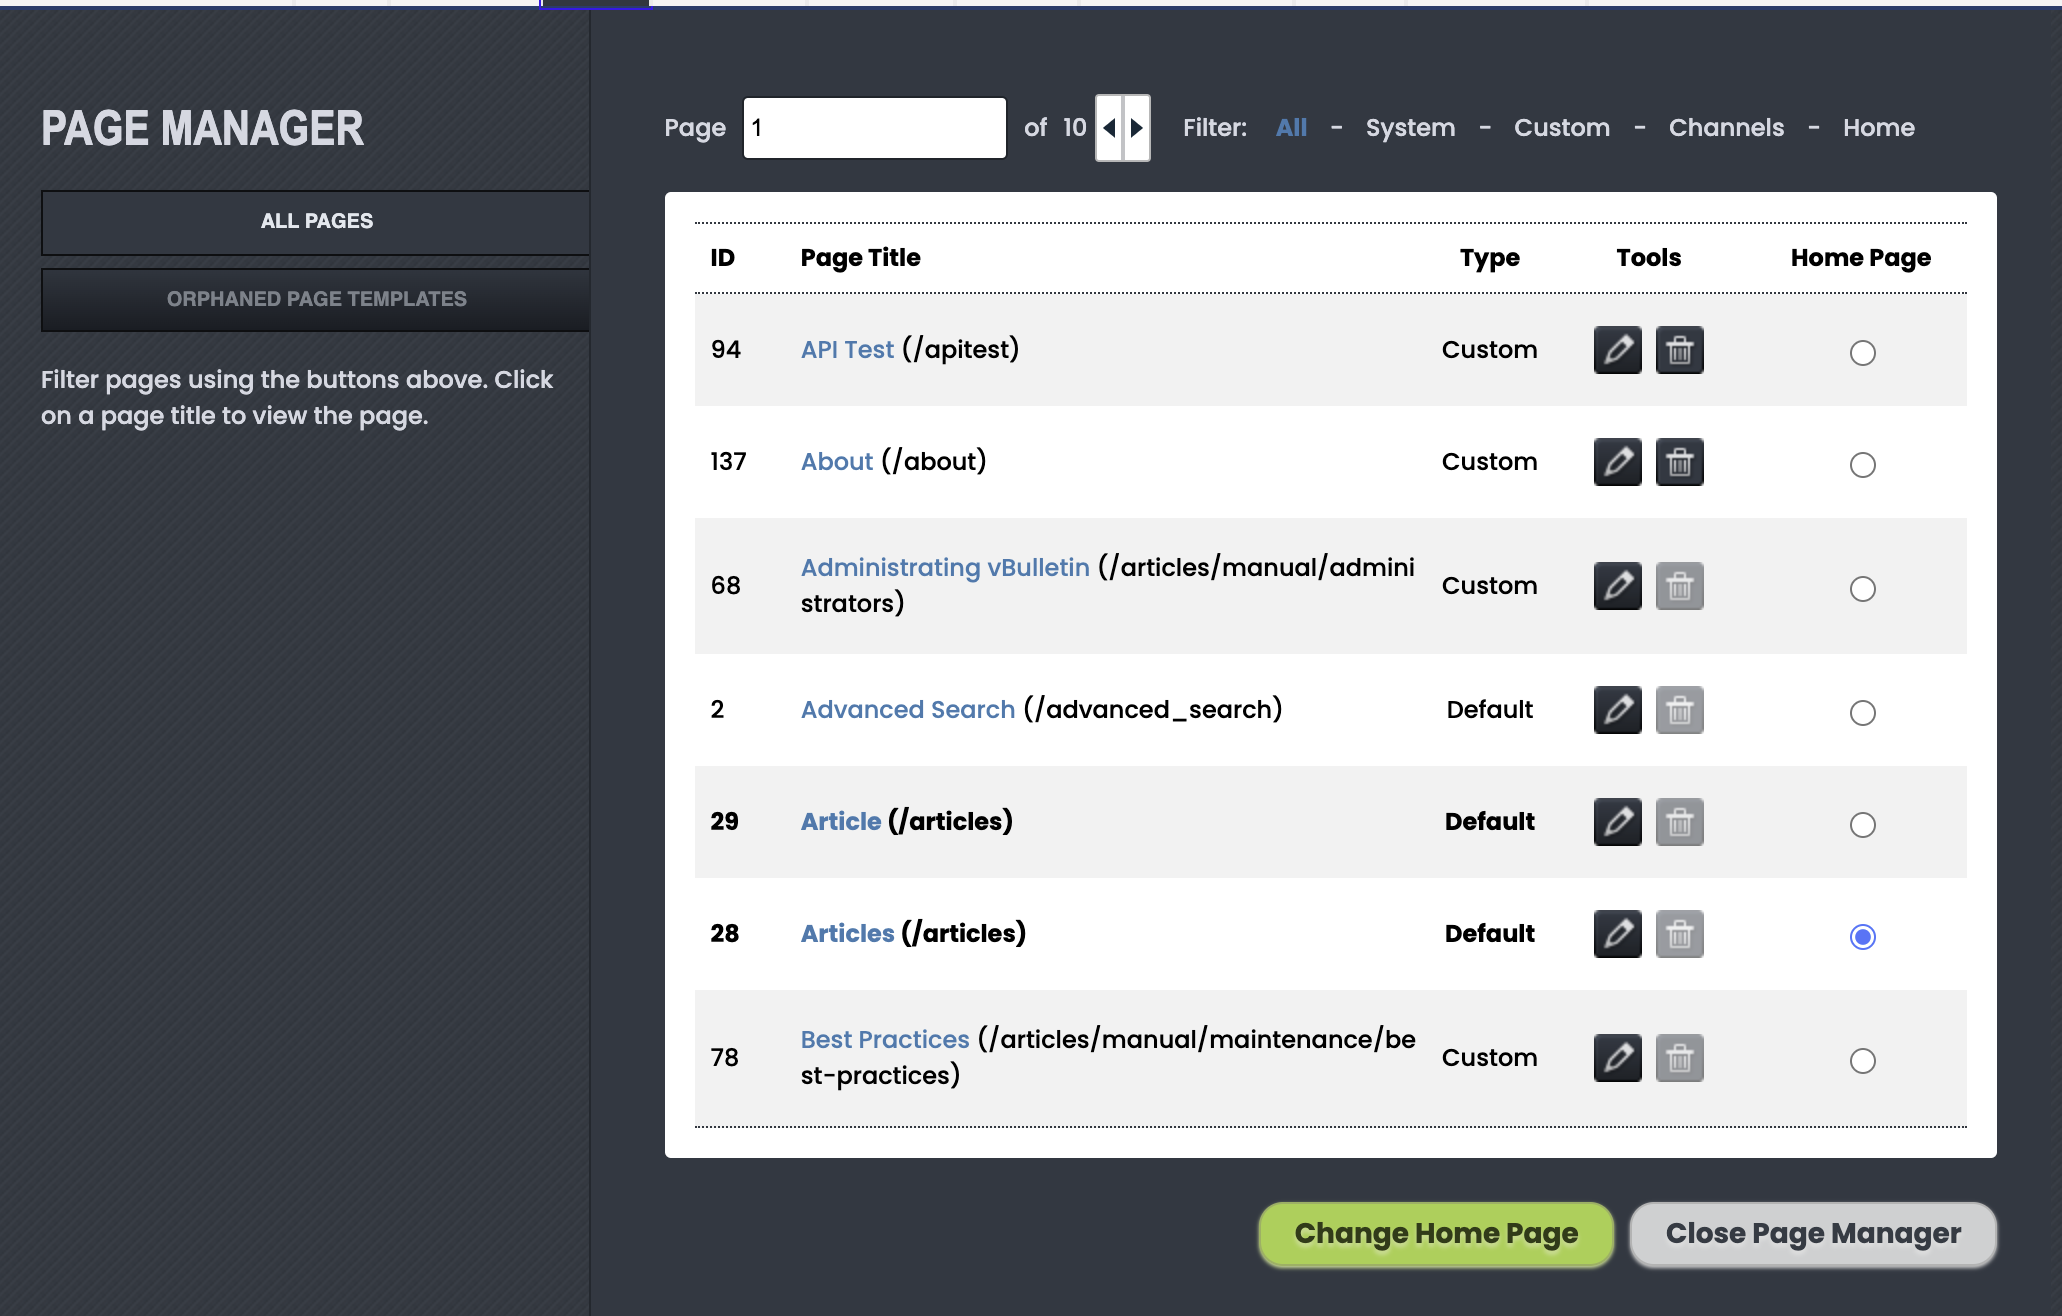 PAGE MANAGER
ALL PAGES
ORPHANED PAGE TEMPLATES
Filter pages using the buttons above. Click
on a page title to view the page.
Page 1 of 10 Filter: All - System - Custom - Channels - Home
ID Page Title Type Tools Home Page
94 API Test (/apitest) Custom
137 About (/about) Custom
68 Administrating vBulletin (/articles/manual/admini
strators) Custom
2 Advanced Search (/advanced_search) Default
29 Article (/articles) Default
28 Articles (/articles) Default
78 Best Practices (/articles/manual/maintenance/be
st-practices) Custom
Change Home Page Close Page Manager